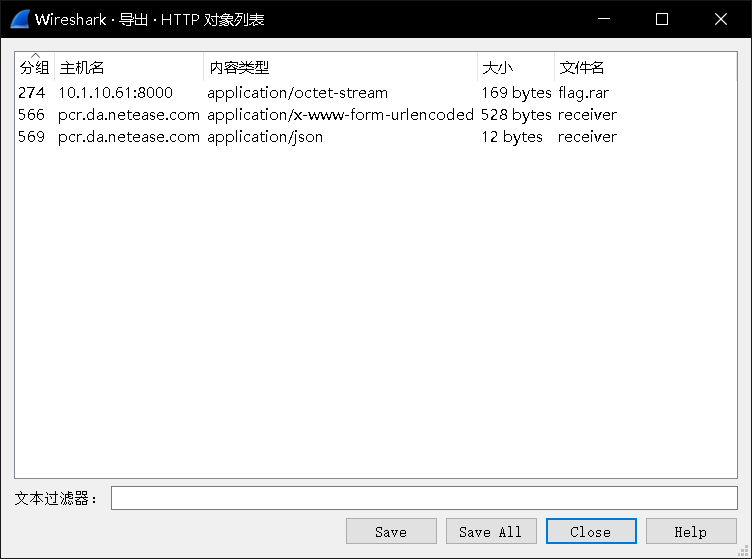 Wireshark · 导出 · HTTP 对象列表
分组 主机名 内容类型 大小 文件名
274 10.1.10.61:8000 application/octet-stream 169 bytes flag.rar
566 pcr.da.netease.com application/x-www-form-urlencoded 528 bytes receiver
569 pcr.da.netease.com application/json 12 bytes receiver
文本过滤器：
Save Save All Close Help